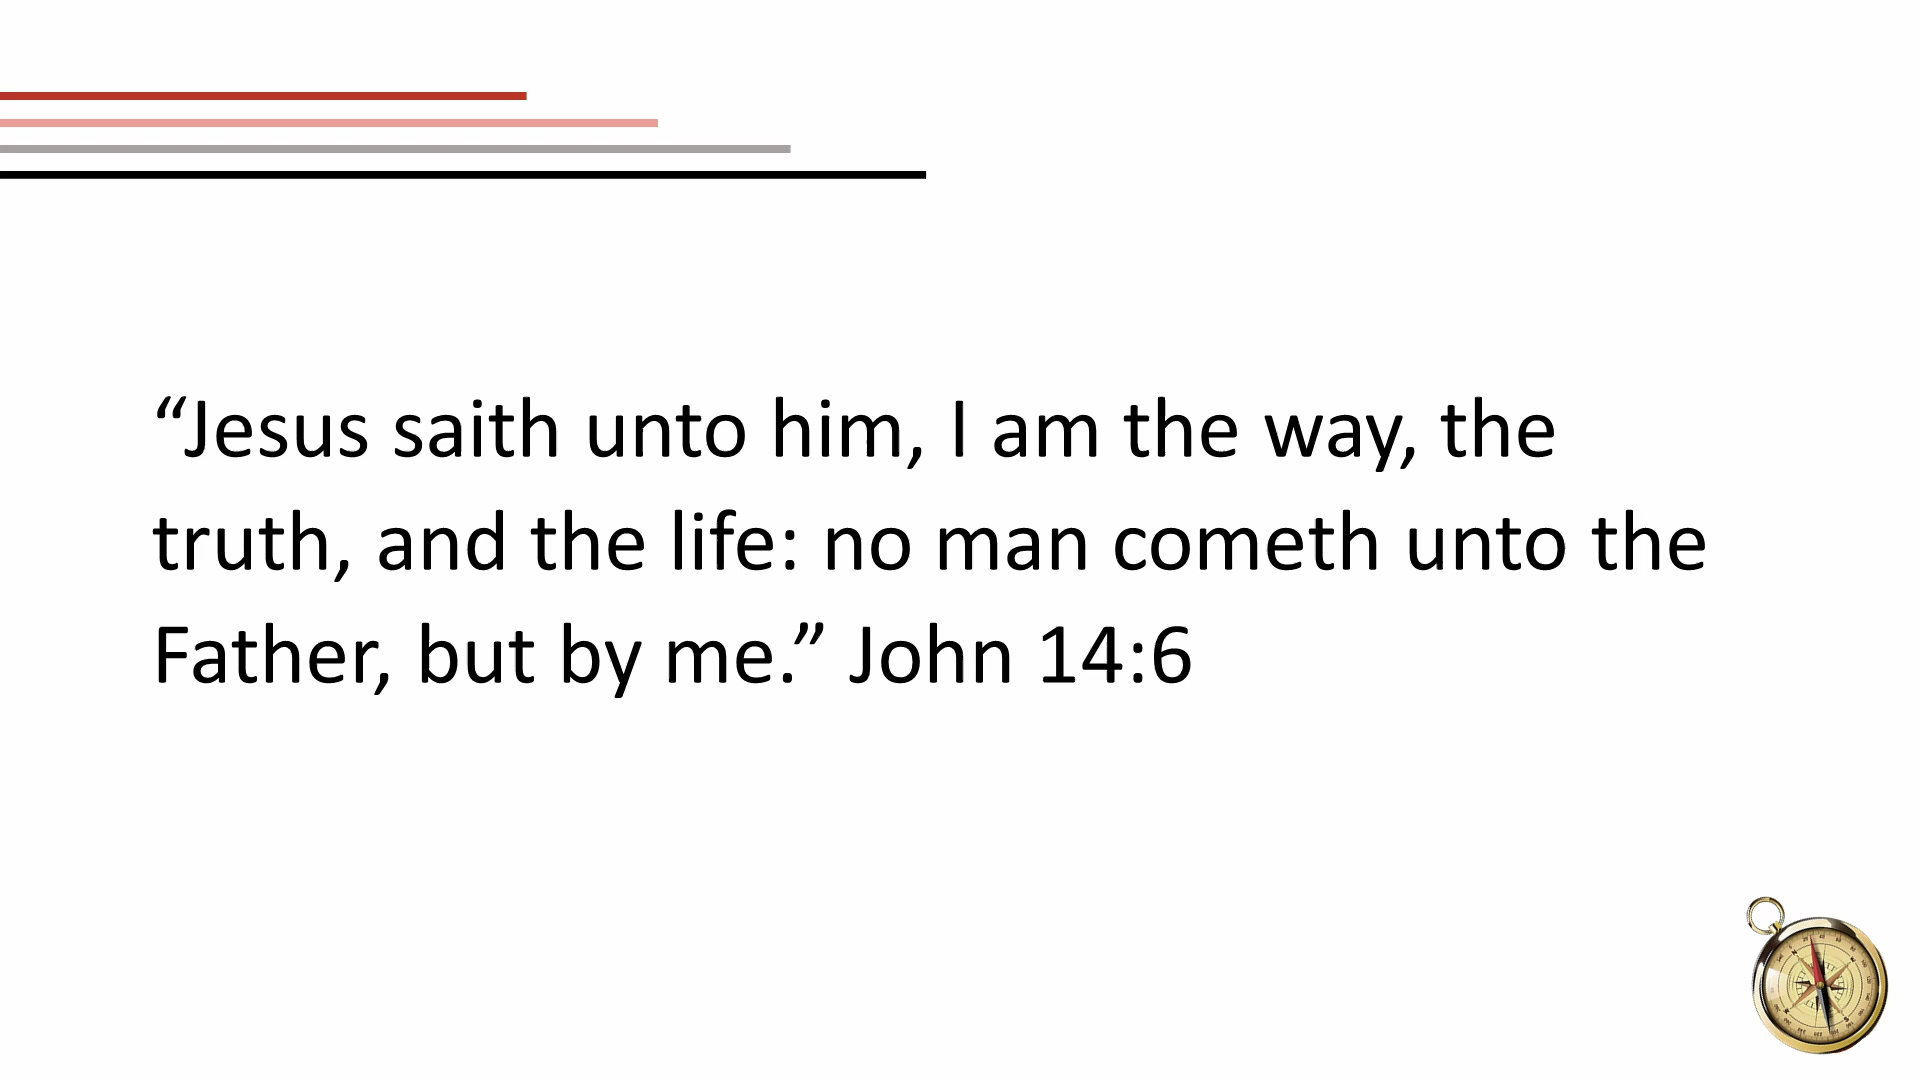 “Jesus saith unto him, I am the way, the
truth, and the life: no man cometh unto the
Father, but by me.” John 14:6